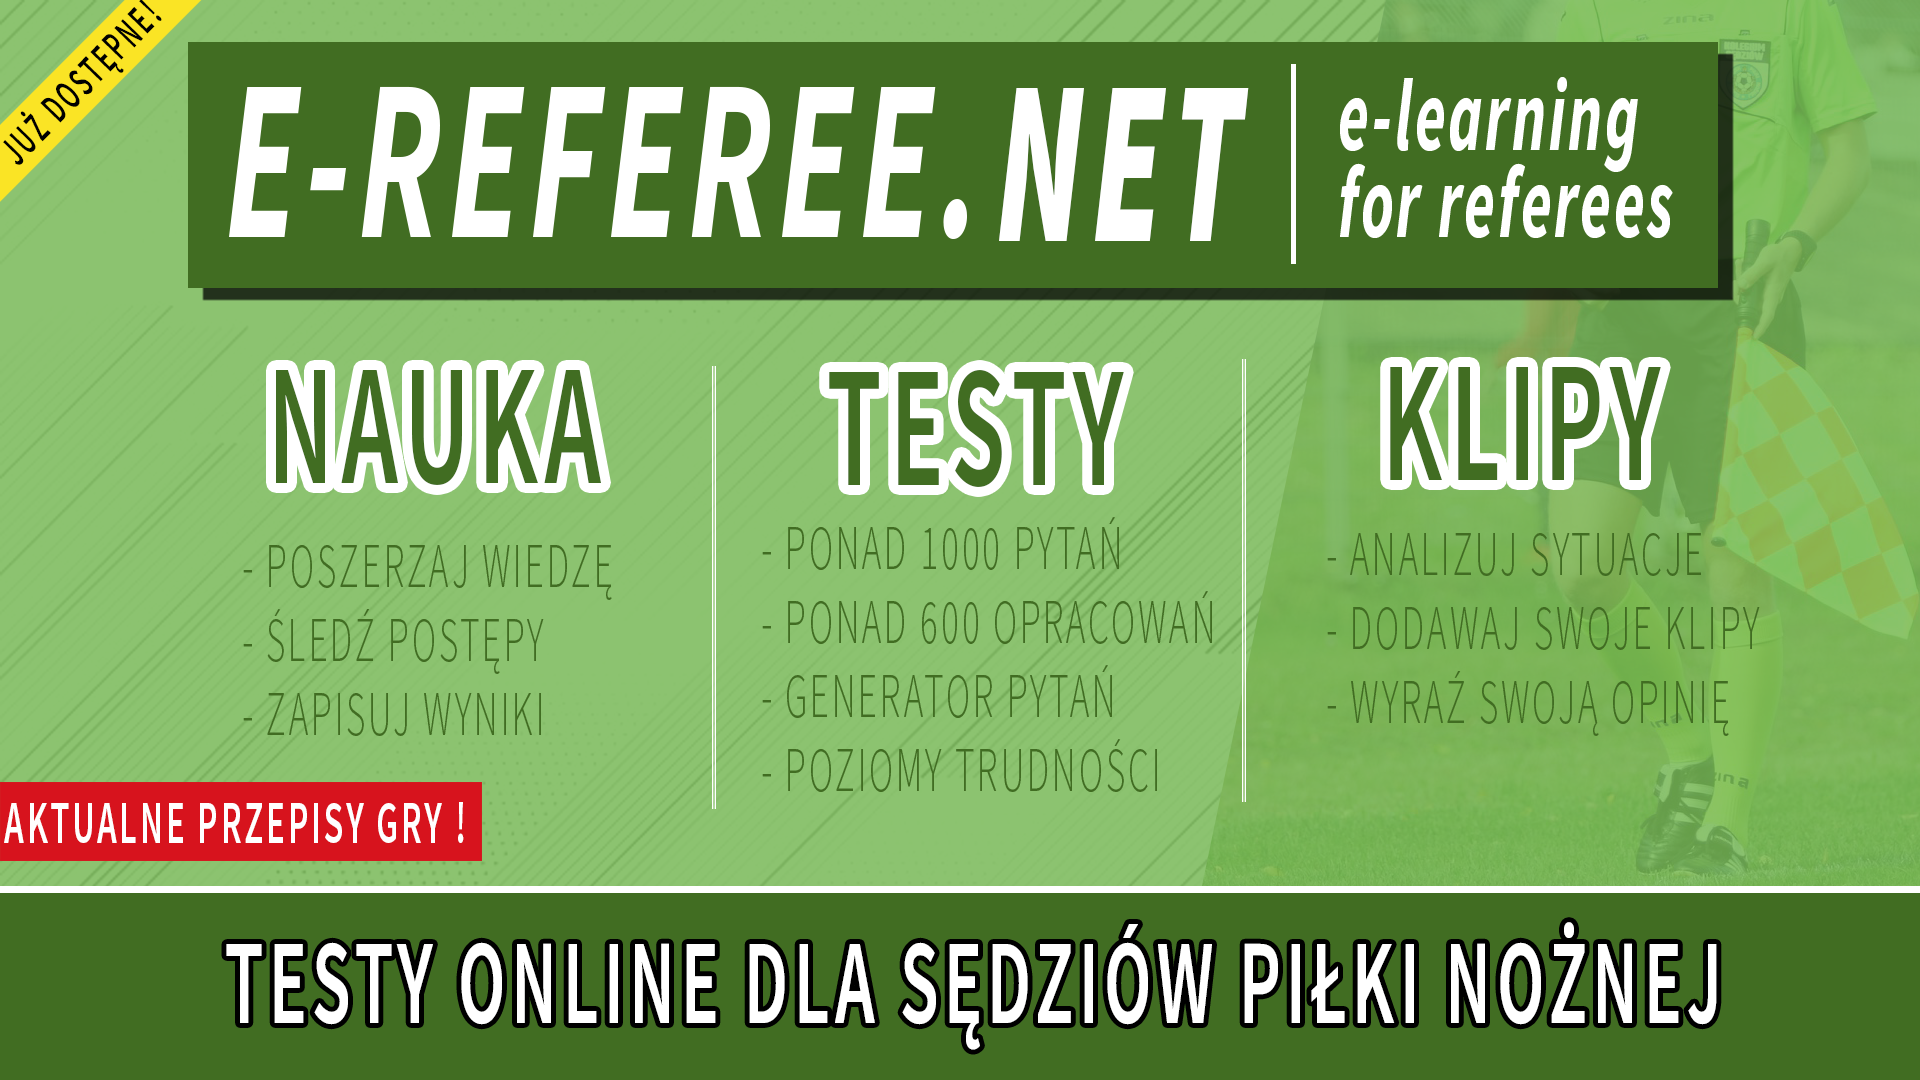 JUŻ DOSTĘPNE!
E-REFEREE.NET
e-learning
for referees
NAUKA
- POSZERZAJ WIEDZĘ
- ŚLEDŹ POSTĘPY
- ZAPISUJ WYNIKI
TESTY
- PONAD 1000 PYTAŃ
- PONAD 600 OPRACOWAŃ
- GENERATOR PYTAŃ
- POZIOMY TRUDNOŚCI
KLIPY
- ANALIZUJ SYTUACJE
- DODAWAJ SWOJE KLIPY
- WYRAŹ SWOJĄ OPINIĘ
AKTUALNE PRZEPISY GRY !
TESTY ONLINE DLA SĘDZIÓW PIŁKI NOŻNEJ